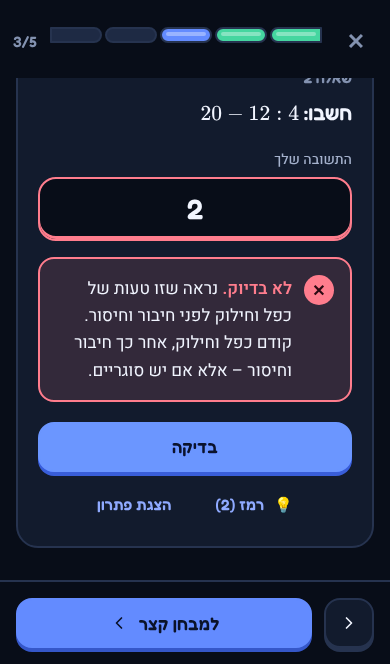 3/5
שאלה 2
חשבו: 20 − 12 : 4
התשובה שלך
2
לא בדיוק. נראה שזו טעות של
כפל וחילוק לפני חיבור וחיסור.
קודם כפל וחילוק, אחר כך חיבור
וחיסור – אלא אם יש סוגריים.
בדיקה
רמז (2)
הצגת פתרון
למבחן קצר